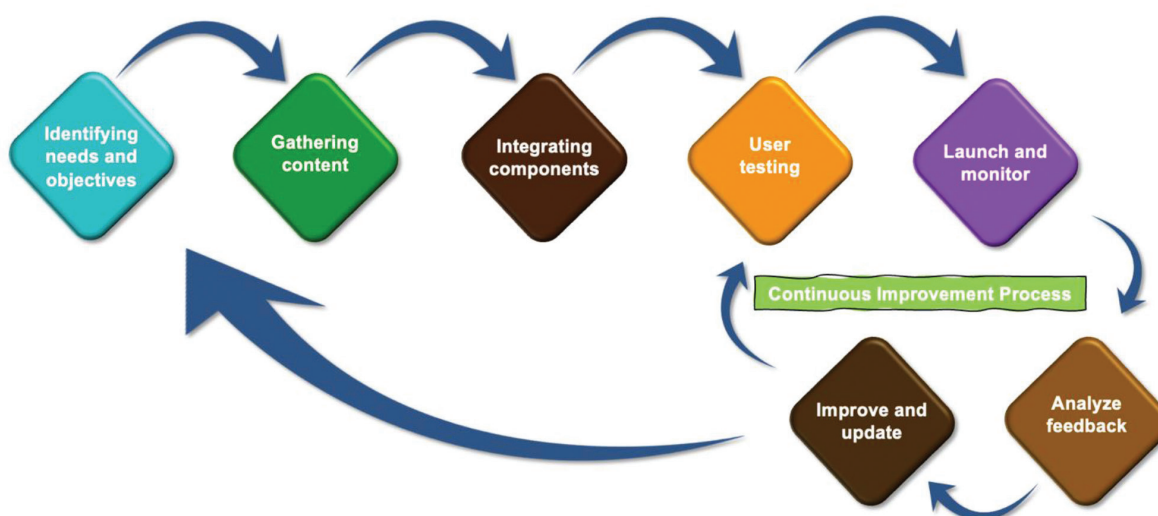 Identifying
needs and
objectives
Gathering
content
Integrating
components
User
testing
Launch and
monitor
Continuous Improvement Process
Improve and
update
Analyze
feedback